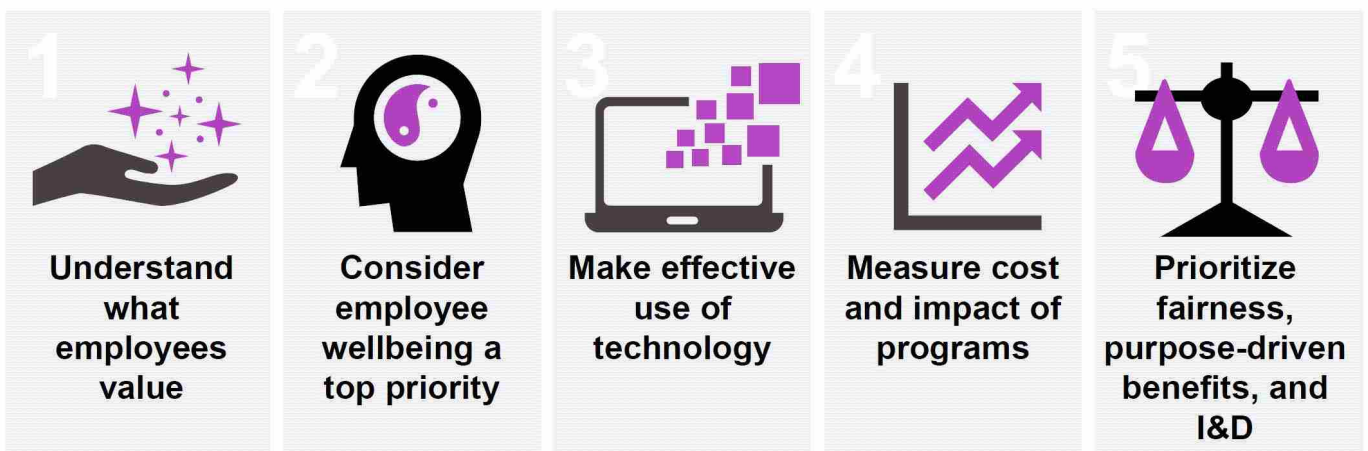 1
Understand
what
employees
value
2
Consider
employee
wellbeing a
top priority
3
Make effective
use of
technology
4
Measure cost
and impact of
programs
5
Prioritize
fairness,
purpose-driven
benefits, and
I&D